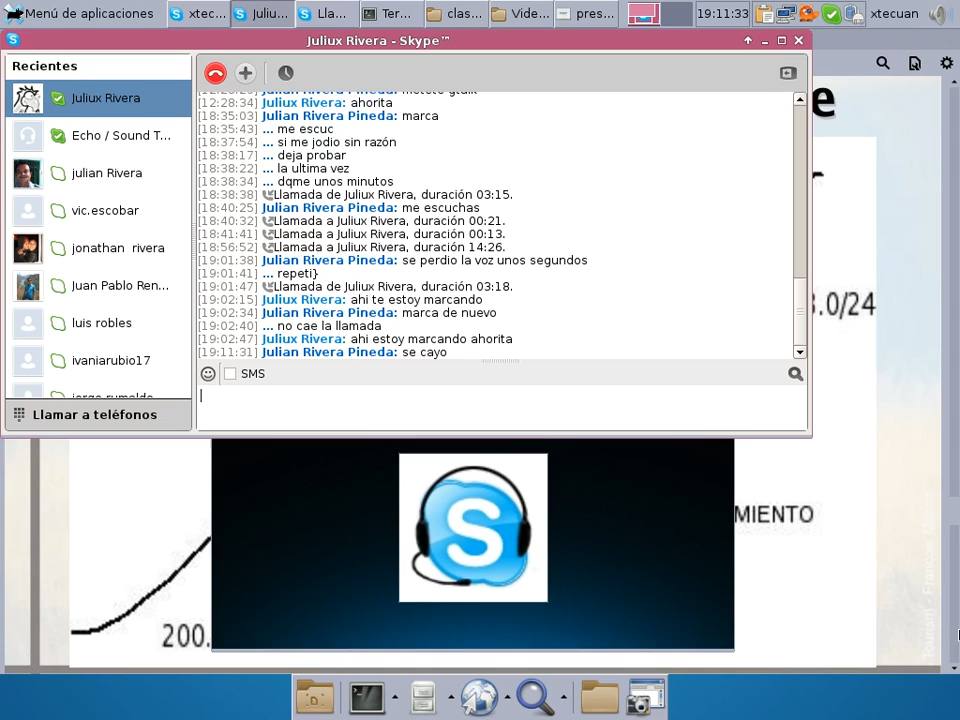 Menú de aplicaciones
xtec...
Juliu...
Lla...
Ter...
clas...
Vide...
pres...
19:11:33
xtecuan
Juliux Rivera - Skype™
Recientes
Juliux Rivera
Echo / Sound T...
julian Rivera
vic.escobar
jonathan rivera
Juan Pablo Ren...
luis robles
ivaniarubio17
Llamar a teléfonos
[12:28:34] Juliux Rivera: ahorita
[18:35:03] Julian Rivera Pineda: marca
[18:35:43] ... me escuc
[18:37:54] ... si me jodio sin razón
[18:38:17] ... deja probar
[18:38:22] ... la ultima vez
[18:38:34] ... dqme unos minutos
[18:38:38] Llamada de Juliux Rivera, duración 03:15.
[18:40:25] Julian Rivera Pineda: me escuchas
[18:40:32] Llamada a Juliux Rivera, duración 00:21.
[18:41:41] Llamada a Juliux Rivera, duración 00:13.
[18:56:52] Llamada a Juliux Rivera, duración 14:26.
[19:01:38] Julian Rivera Pineda: se perdio la voz unos segundos
[19:01:41] ... repeti}
[19:01:47] Llamada de Juliux Rivera, duración 03:18.
[19:02:15] Juliux Rivera: ahi te estoy marcando
[19:02:34] Julian Rivera Pineda: marca de nuevo
[19:02:40] ... no cae la llamada
[19:02:47] Juliux Rivera: ahi estoy marcando ahorita
[19:11:31] Julian Rivera Pineda: se cayo
SMS
e
.0/24
MIENTO
200.
S